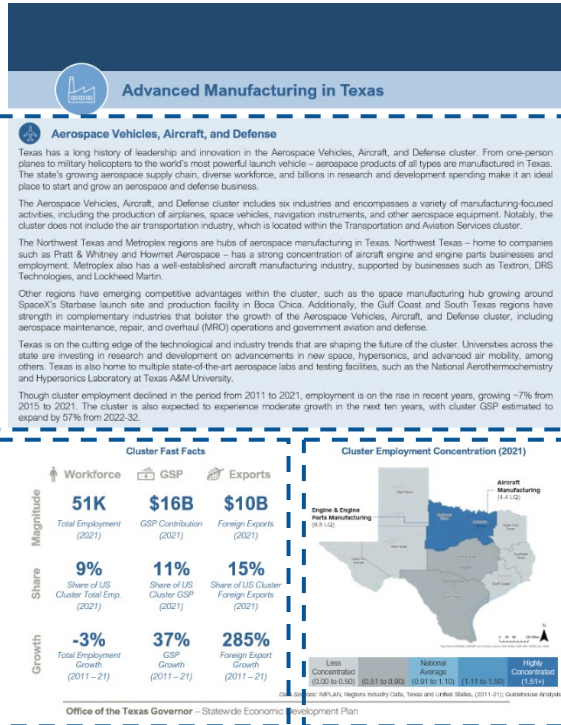 Advanced Manufacturing in Texas
Aerospace Vehicles, Aircraft, and Defense
Texas has a long history of leadership and innovation in the Aerospace Vehicles, Aircraft, and Defense cluster. From one-person
planes to military helicopters to the world's most powerful launch vehicle – aerospace products of all types are manufactured in Texas.
The state's growing aerospace supply chain, diverse workforce, and billions in research and development spending make it an ideal
place to start and grow an aerospace and defense business.
The Aerospace Vehicles, Aircraft, and Defense cluster includes six industries and encompasses a variety of manufacturing-focused
activities, including the production of airplanes, space vehicles, navigation instruments, and other aerospace equipment. Notably, the
cluster does not include the air transportation industry, which is located within the Transportation and Aviation Services cluster.
The Northwest Texas and Metroplex regions are hubs of aerospace manufacturing in Texas. Northwest Texas – home to companies
such as Pratt & Whitney and Howmet Aerospace – has a strong concentration of aircraft engine and engine parts businesses and
employment. Metroplex also has a well-established aircraft manufacturing industry, supported by businesses such as Textron, DRS
Technologies, and Lockheed Martin.
Other regions have emerging competitive advantages within the cluster, such as the space manufacturing hub growing around
SpaceX's Starbase launch site and production facility in Boca Chica. Additionally, the Gulf Coast and South Texas regions have
strength in complementary industries that bolster the growth of the Aerospace Vehicles, Aircraft, and Defense cluster, including
aerospace maintenance, repair, and overhaul (MRO) operations and government aviation and defense.
Texas is on the cutting edge of the technological and industry trends that are shaping the future of the cluster. Universities across the
state are investing in research and development on advancements in new space, hypersonics, and advanced air mobility, among
others. Texas is also home to multiple state-of-the-art aerospace labs and testing facilities, such as the National Aerothermochemistry
and Hypersonics Laboratory at Texas A&M University.
Though cluster employment declined in the period from 2011 to 2021, employment is on the rise in recent years, growing ~7% from
2015 to 2021. The cluster is also expected to experience moderate growth in the next ten years, with cluster GSP estimated to
expand by 57% from 2022-32.
Cluster Fast Facts
Workforce GSP Exports
Magnitude
51K $16B $10B
Total Employment GSP Contribution Foreign Exports
(2021) (2021) (2021)
Share
9% 11% 15%
Share of US Share of US Share of US Cluster
Cluster Total Emp. Cluster GSP Foreign Exports
(2021) (2021) (2021)
Growth
-3% 37% 285%
Total Employment GSP Foreign Export
Growth Growth Growth
(2011 – 21) (2011 – 21) (2011 – 21)
Cluster Employment Concentration (2021)
Aircraft
Manufacturing
(4.4 LQ)
Engine & Engine
Parts Manufacturing
Less National Highly
Concentrated Average Concentrated
(0.00 to 0.50) (0.51 to 0.90) (0.91 to 1.10) (1.11 to 1.50) (1.51+)
Data Sources: IMPLAN, Regions Industry Data, Texas and United States, (2011-21); Guidehouse Analysis
Office of the Texas Governor – Statewide Economic Development Plan